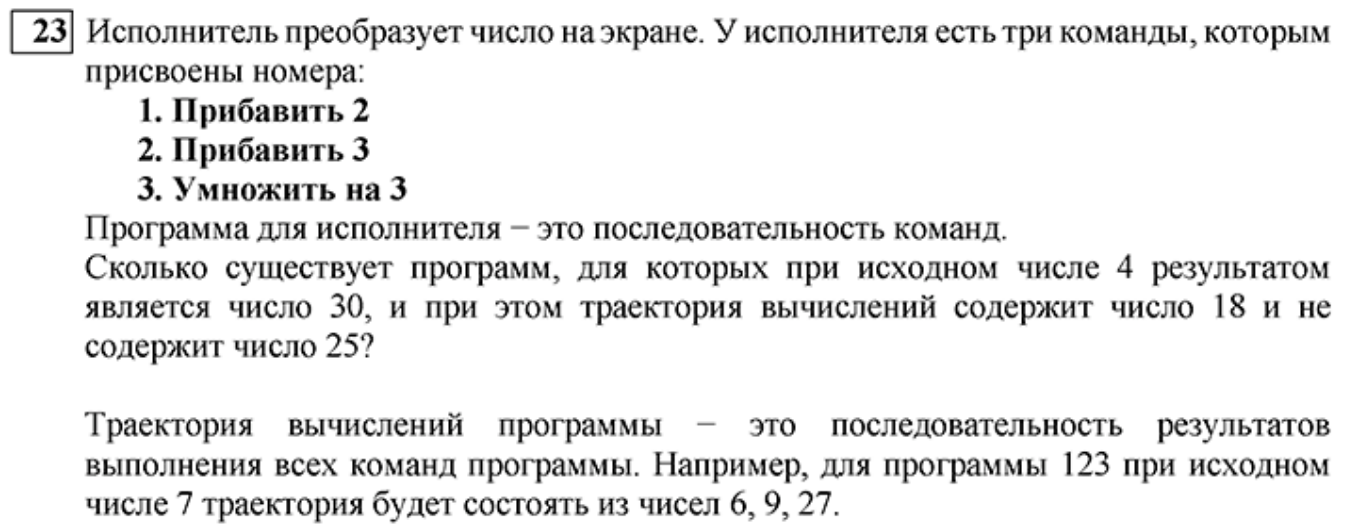 23 Исполнитель преобразует число на экране. У исполнителя есть три команды, которым
присвоены номера:
1. Прибавить 2
2. Прибавить 3
3. Умножить на 3
Программа для исполнителя − это последовательность команд.
Сколько существует программ, для которых при исходном числе 4 результатом
является число 30, и при этом траектория вычислений содержит число 18 и не
содержит число 25?
Траектория вычислений программы − это последовательность результатов
выполнения всех команд программы. Например, для программы 123 при исходном
числе 7 траектория будет состоять из чисел 6, 9, 27.